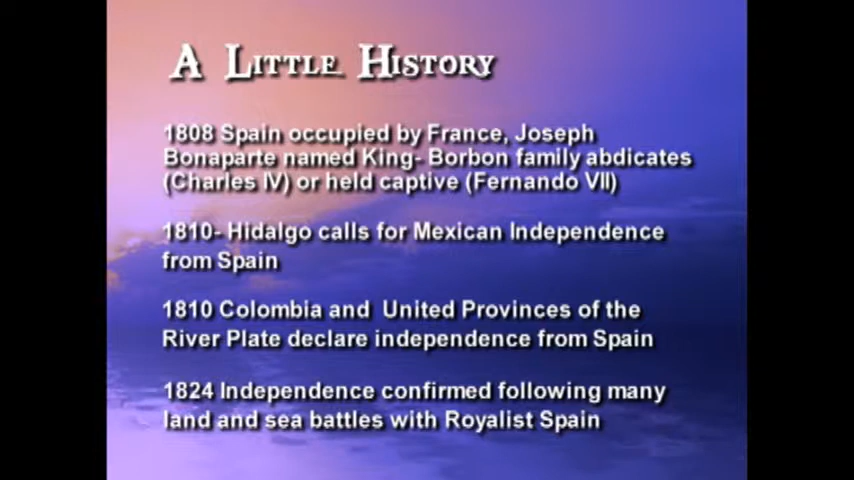 A Little History
1808 Spain occupied by France, Joseph
Bonaparte named King- Borbon family abdicates
(Charles IV) or held captive (Fernando VII)
1810- Hidalgo calls for Mexican Independence
from Spain
1810 Colombia and  United Provinces of the
River Plate declare independence from Spain
1824 Independence confirmed following many
land and sea battles with Royalist Spain